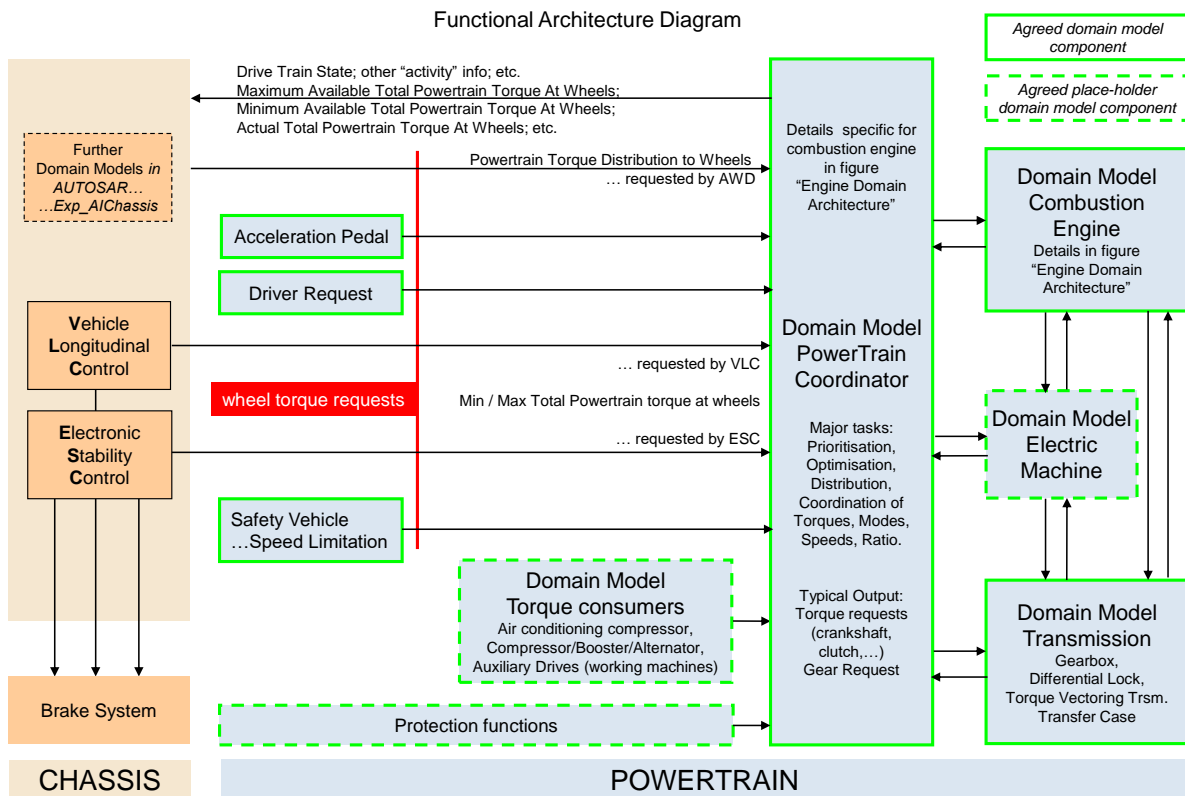 Functional Architecture Diagram
Agreed domain model
component
Agreed place-holder
domain model component
Drive Train State; other “activity” info; etc.
Maximum Available Total Powertrain Torque At Wheels;
Minimum Available Total Powertrain Torque At Wheels;
Actual Total Powertrain Torque At Wheels; etc.
Further
Domain Models in
AUTOSAR…
…Exp_AIChassis
Powertrain Torque Distribution to Wheels
… requested by AWD
Acceleration Pedal
Driver Request
Vehicle
Longitudinal
Control
… requested by VLC
wheel torque requests
Min / Max Total Powertrain torque at wheels
Electronic
Stability
Control
… requested by ESC
Safety Vehicle
…Speed Limitation
Domain Model
Torque consumers
Air conditioning compressor,
Compressor/Booster/Alternator,
Auxiliary Drives (working machines)
Protection functions
Brake System
Details specific for
combustion engine
in figure
“Engine Domain
Architecture”
Domain Model
PowerTrain
Coordinator
Major tasks:
Prioritisation,
Optimisation,
Distribution,
Coordination of
Torques, Modes,
Speeds, Ratio.
Typical Output:
Torque requests
(crankshaft,
clutch,…)
Gear Request
Domain Model
Combustion
Engine
Details in figure
“Engine Domain
Architecture”
Domain Model
Electric
Machine
Domain Model
Transmission
Gearbox,
Differential Lock,
Torque Vectoring Trsm.
Transfer Case
CHASSIS
POWERTRAIN